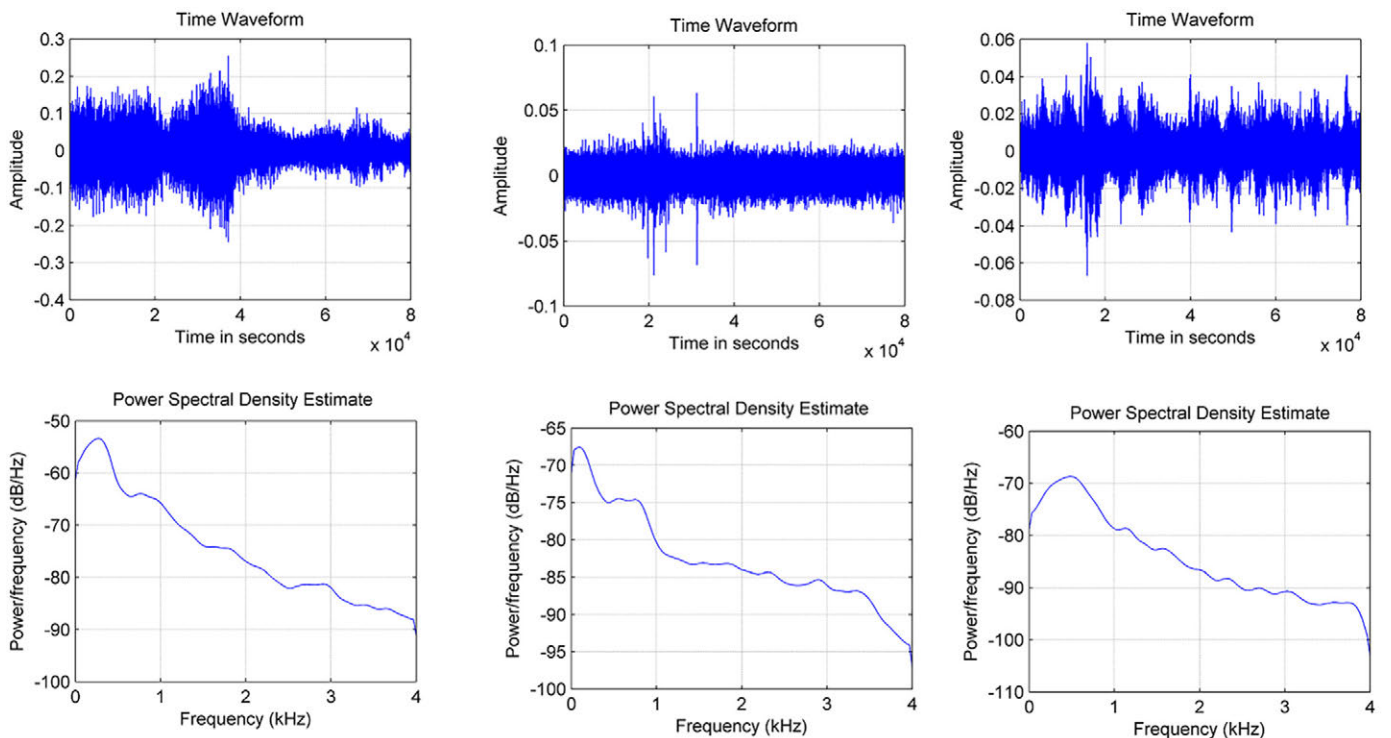 Time Waveform
0.3
0.2
0.1
0
-0.1
-0.2
-0.3
-0.4
Amplitude
0 2 4 6 8
Time in seconds
x 10^4
Time Waveform
0.1
0.05
0
-0.05
-0.1
Amplitude
0 2 4 6 8
Time in seconds
x 10^4
Time Waveform
0.06
0.04
0.02
0
-0.02
-0.04
-0.06
-0.08
Amplitude
0 2 4 6 8
Time in seconds
x 10^4
Power Spectral Density Estimate
-50
-60
-70
-80
-90
-100
Power/frequency (dB/Hz)
0 1 2 3 4
Frequency (kHz)
Power Spectral Density Estimate
-65
-70
-75
-80
-85
-90
-95
-100
Power/frequency (dB/Hz)
0 1 2 3 4
Frequency (kHz)
Power Spectral Density Estimate
-60
-70
-80
-90
-100
-110
Power/frequency (dB/Hz)
0 1 2 3 4
Frequency (kHz)